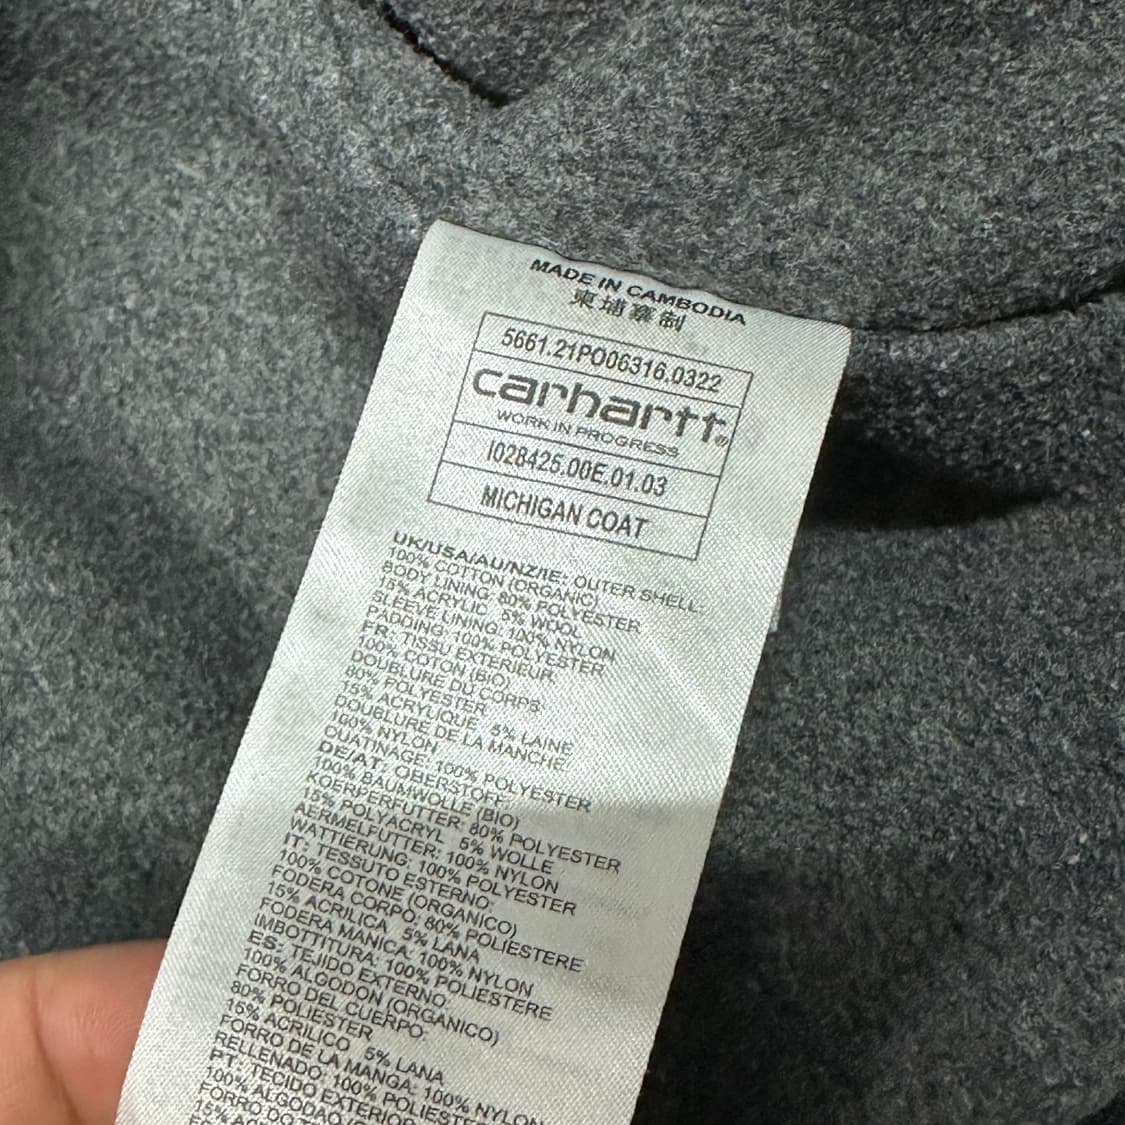 MADE IN CAMBODIA
柬埔寨制
5661.21PO06316.0322
carhartt®
WORK IN PROGRESS
I028425.00E.01.03
MICHIGAN COAT
UK/USA/AU/NZ/IE: OUTER SHELL:
100% COTTON (ORGANIC)
BODY LINING: 80% POLYESTER
15% ACRYLIC 5% WOOL
SLEEVE LINING: 100% NYLON
PADDING: 100% POLYESTER
FR: TISSU EXTERIEUR:
100% COTON (BIO)
DOUBLURE DU CORPS:
80% POLYESTER
15% ACRYLIQUE 5% LAINE
DOUBLURE DE LA MANCHE:
100% NYLON
OUATINAGE: 100% POLYESTER
DE/AT: OBERSTOFF:
100% BAUMWOLLE (BIO)
KOERPERFUTTER: 80% POLYESTER
15% POLYACRYL 5% WOLLE
AERMELFUTTER: 100% NYLON
WATTIERUNG: 100% POLYESTER
IT: TESSUTO ESTERNO:
100% COTONE (ORGANICO)
FODERA CORPO: 80% POLIESTERE
15% ACRILICA 5% LANA
FODERA MANICA: 100% NYLON
IMBOTTITURA: 100% POLIESTERE
ES: TEJIDO EXTERNO:
100% ALGODON (ORGANICO)
FORRO DEL CUERPO:
80% POLIESTER
15% ACRILICO 5% LANA
FORRO DE LA MANGA: 100% NYLON
RELLENADO: 100% POLIESTER
PT: TECIDO EXTERIOR
100% ALGODAO
FORRO DO
15%